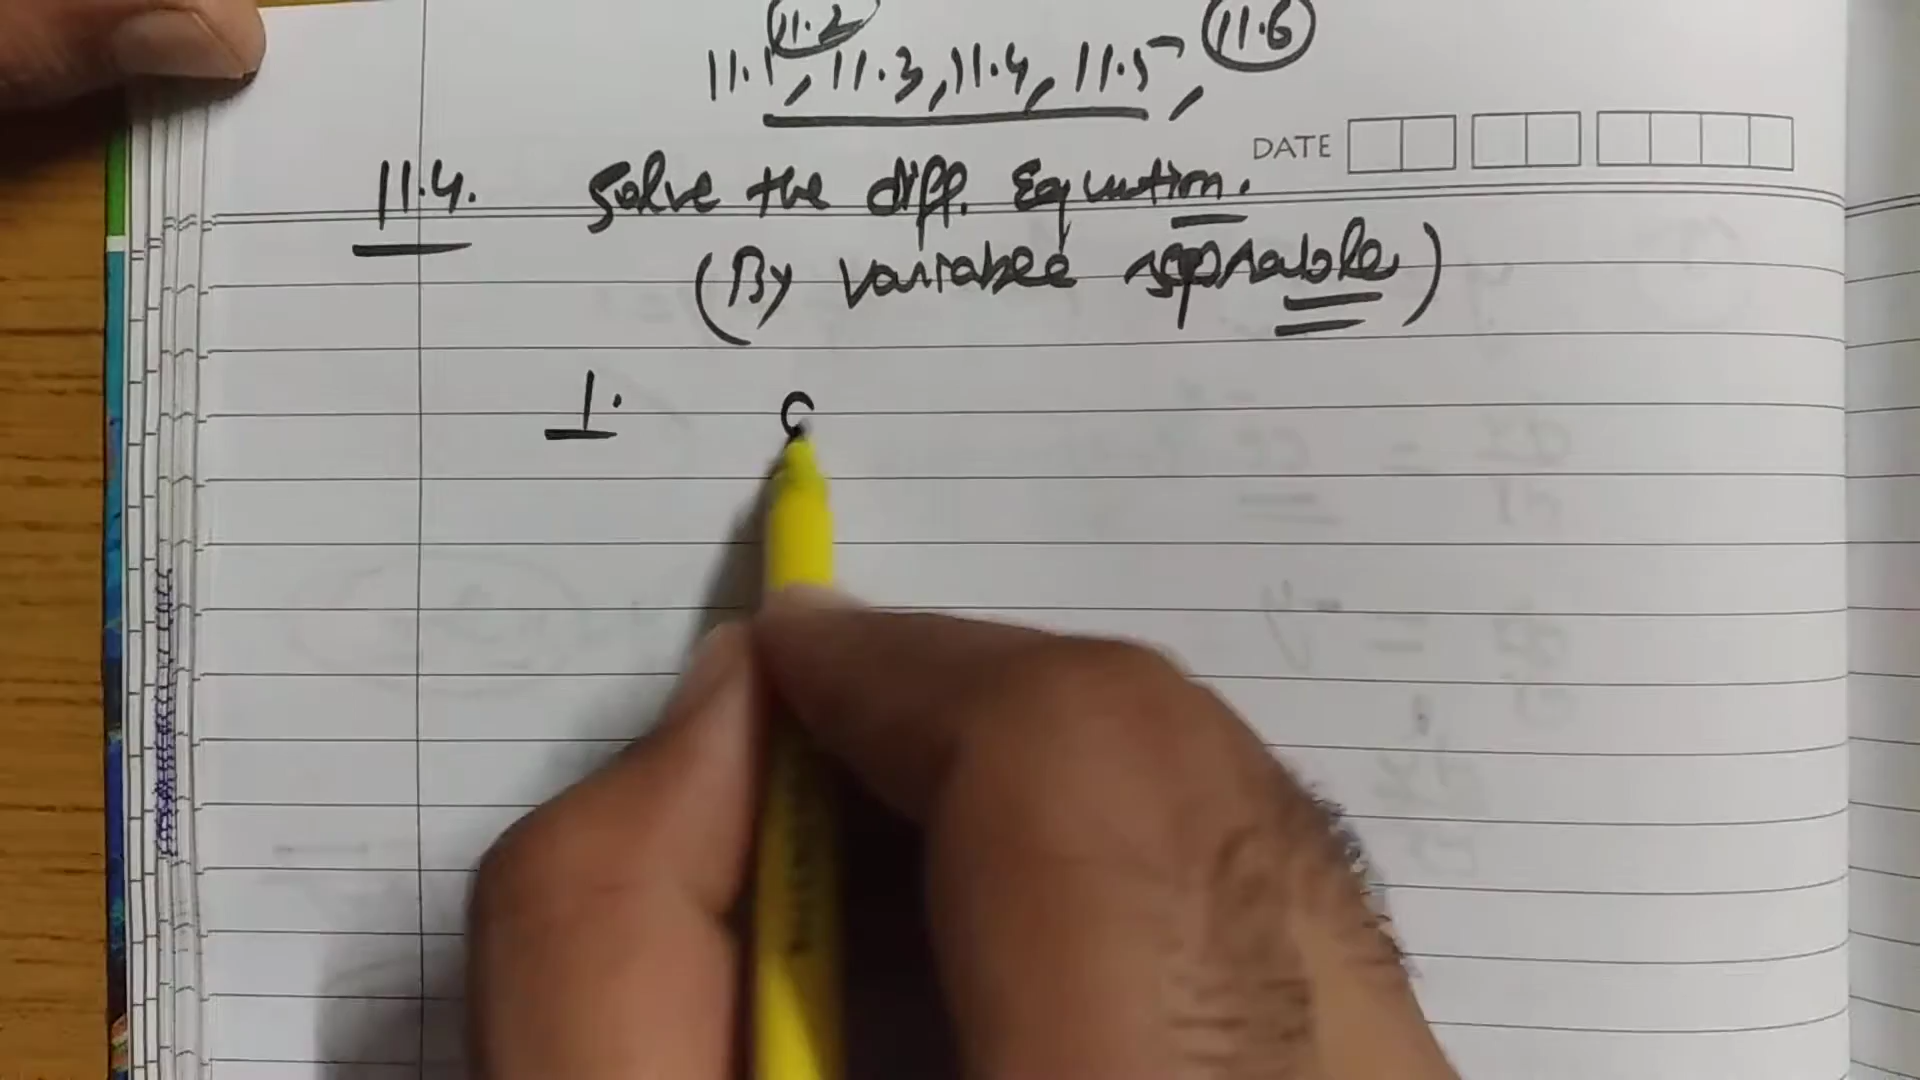 11.2 11.6
11.1, 11.3, 11.4, 11.5,
DATE
11.4. Solve the diff. Equation.
(By variable seprable)
1.